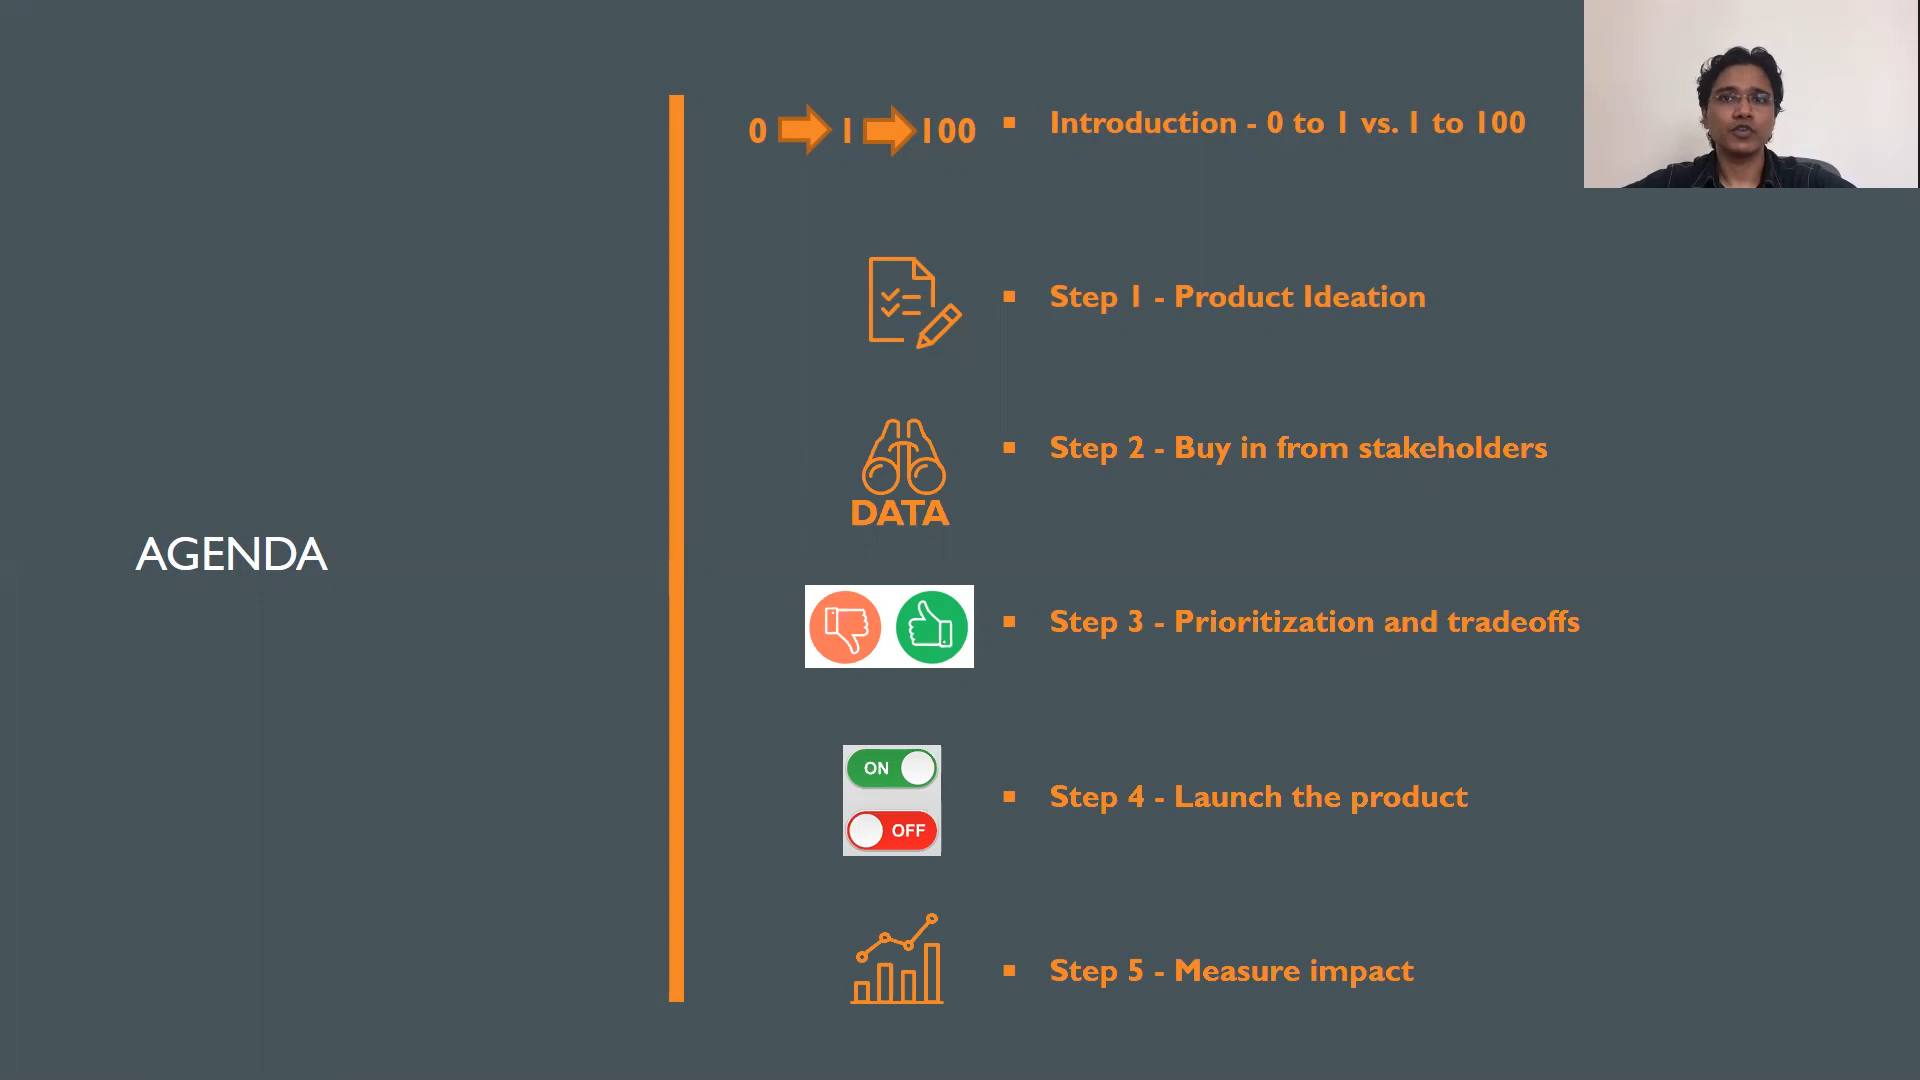 AGENDA
0 1 100
Introduction - 0 to 1 vs. 1 to 100
Step 1 - Product Ideation
DATA
Step 2 - Buy in from stakeholders
Step 3 - Prioritization and tradeoffs
ON
OFF
Step 4 - Launch the product
Step 5 - Measure impact